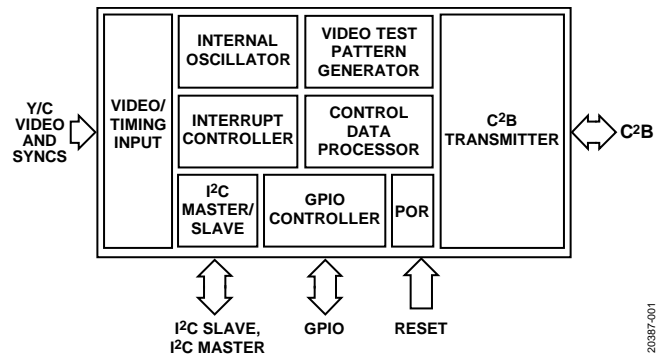 INTERNAL
OSCILLATOR
VIDEO TEST
PATTERN
GENERATOR
Y/C
VIDEO
AND
SYNCS
VIDEO/
TIMING
INPUT
INTERRUPT
CONTROLLER
CONTROL
DATA
PROCESSOR
C²B
TRANSMITTER
C²B
I²C
MASTER/
SLAVE
GPIO
CONTROLLER
POR
I²C SLAVE,
I²C MASTER
GPIO
RESET
20387-001